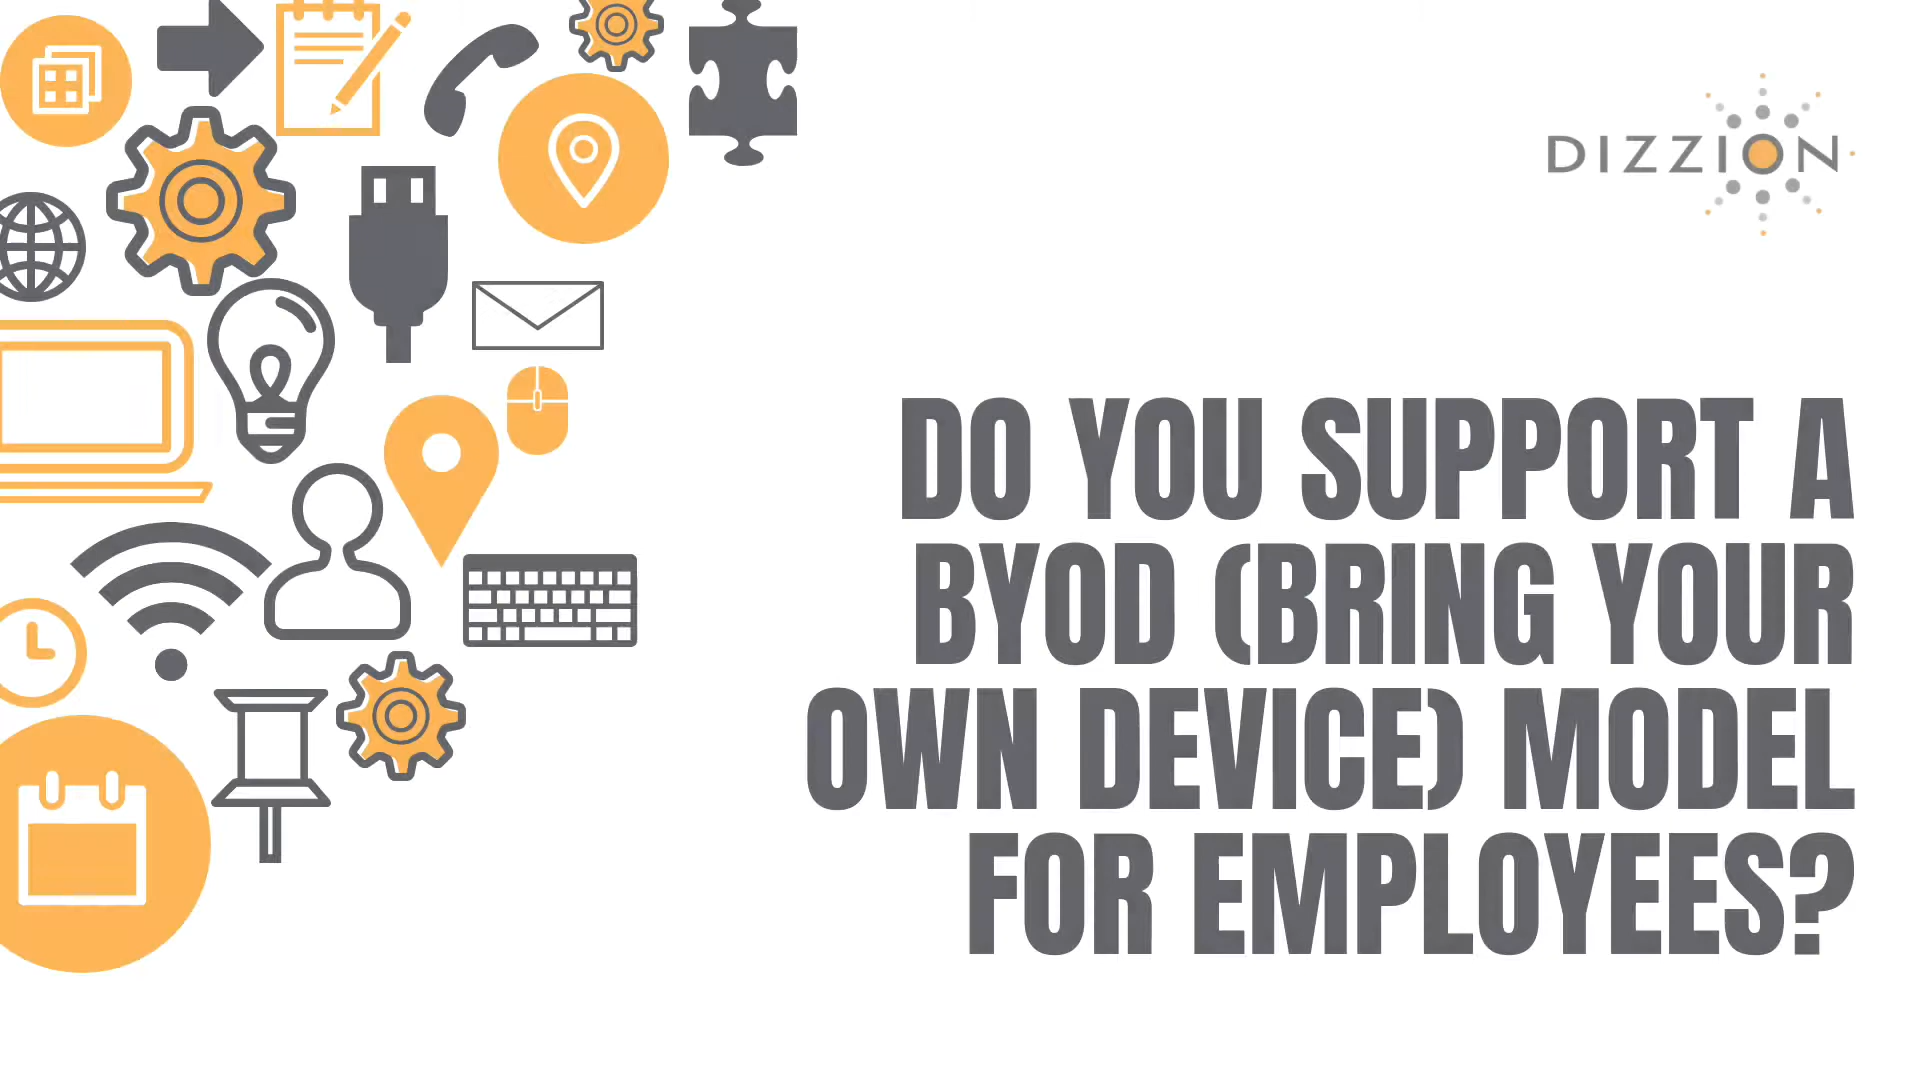 DIZZION
DO YOU SUPPORT A
BYOD (BRING YOUR
OWN DEVICE) MODEL
FOR EMPLOYEES?